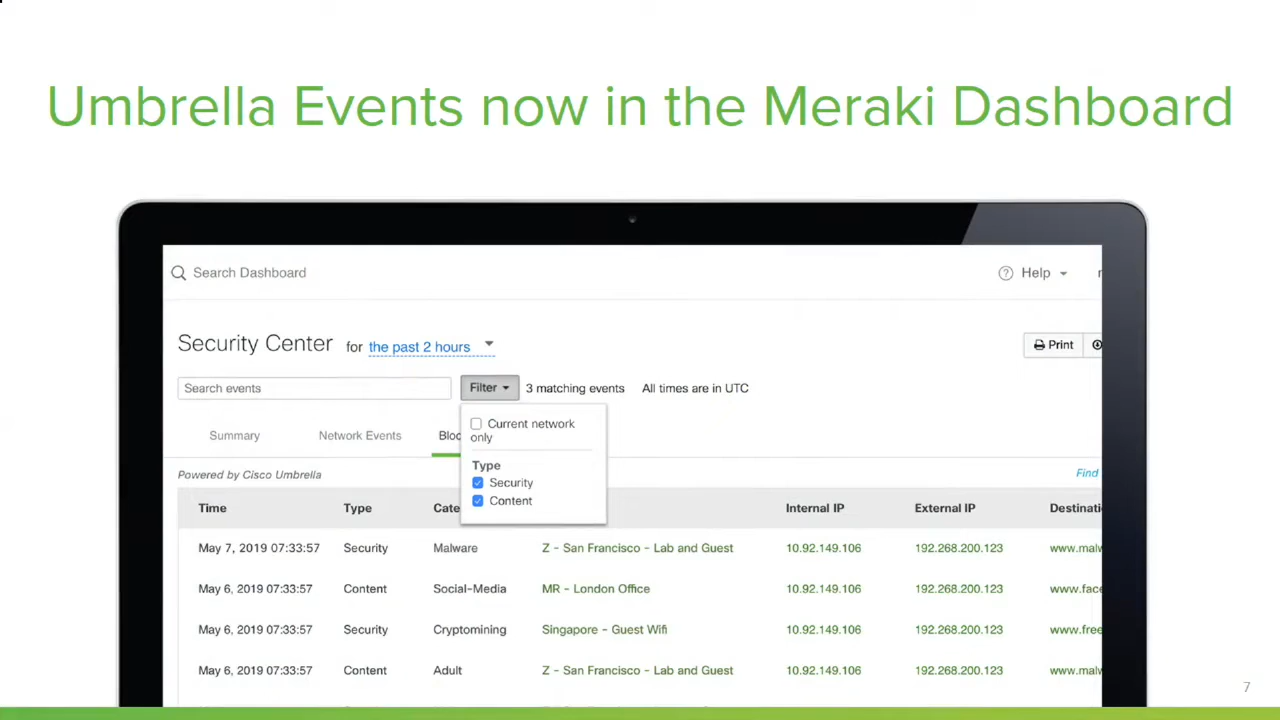 Umbrella Events now in the Meraki Dashboard
Search Dashboard
Help
Security Center for the past 2 hours
Print
Search events
Filter
3 matching events
All times are in UTC
Current network
only
Summary
Network Events
Type
Powered by Cisco Umbrella
Find
Security
Content
Time Type Internal IP External IP
May 7, 2019 07:33:57 Security Malware Z - San Francisco - Lab and Guest 10.92.149.106 192.268.200.123
May 6, 2019 07:33:57 Content Social-Media MR - London Office 10.92.149.106 192.268.200.123
May 6, 2019 07:33:57 Security Cryptomining Singapore - Guest Wifi 10.92.149.106 192.268.200.123
May 6, 2019 07:33:57 Content Adult Z - San Francisco - Lab and Guest 10.92.149.106 192.268.200.123
7